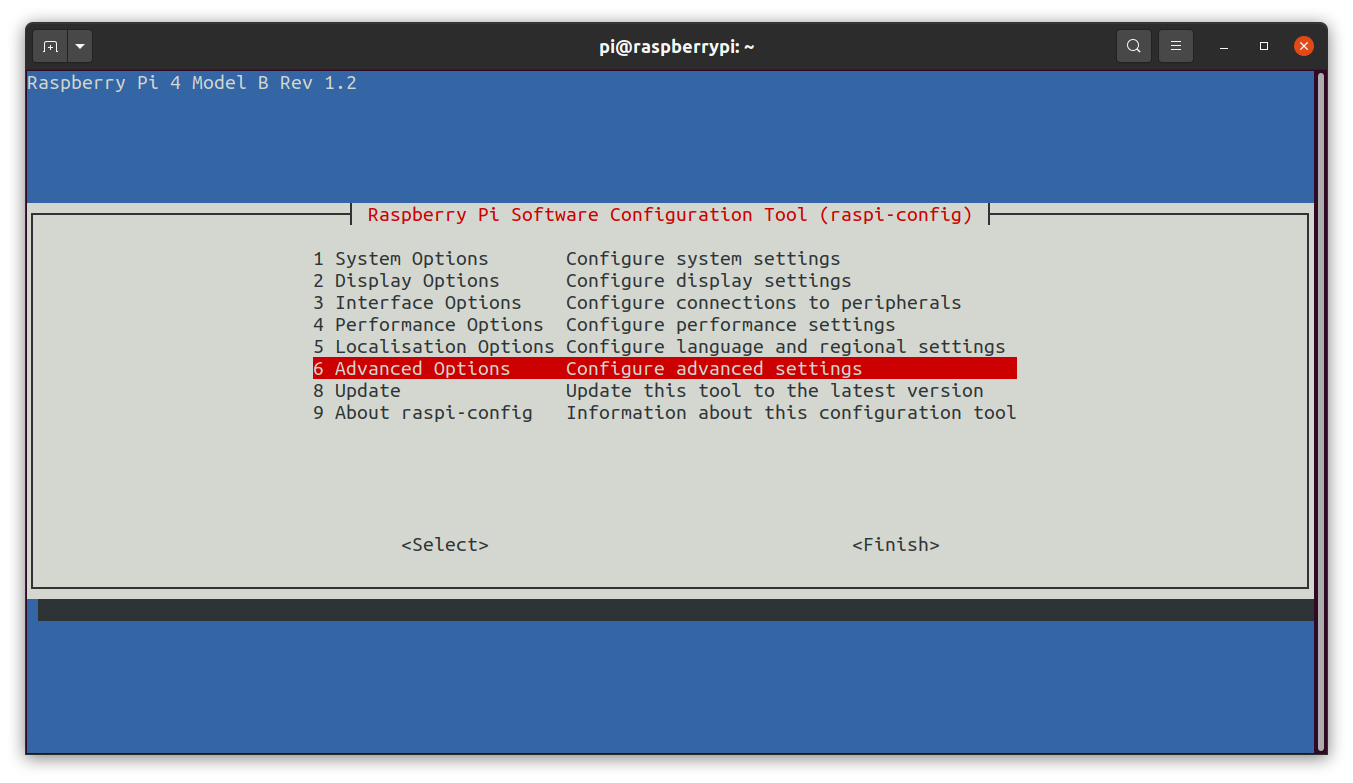 pi@raspberrypi: ~
Raspberry Pi 4 Model B Rev 1.2
Raspberry Pi Software Configuration Tool (raspi-config)
1 System Options       Configure system settings
2 Display Options      Configure display settings
3 Interface Options    Configure connections to peripherals
4 Performance Options  Configure performance settings
5 Localisation Options Configure language and regional settings
6 Advanced Options     Configure advanced settings
8 Update               Update this tool to the latest version
9 About raspi-config   Information about this configuration tool
<Select>                                 <Finish>